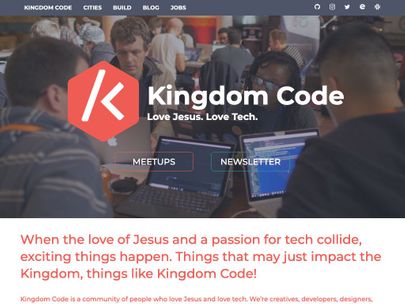 KINGDOM CODE CITIES BUILD BLOG JOBS
Kingdom Code
Love Jesus. Love Tech.
MEETUPS NEWSLETTER
When the love of Jesus and a passion for tech collide,
exciting things happen. Things that may just impact the
Kingdom, things like Kingdom Code!
Kingdom Code is a community of people who love Jesus and love tech. We're creatives, developers, designers,